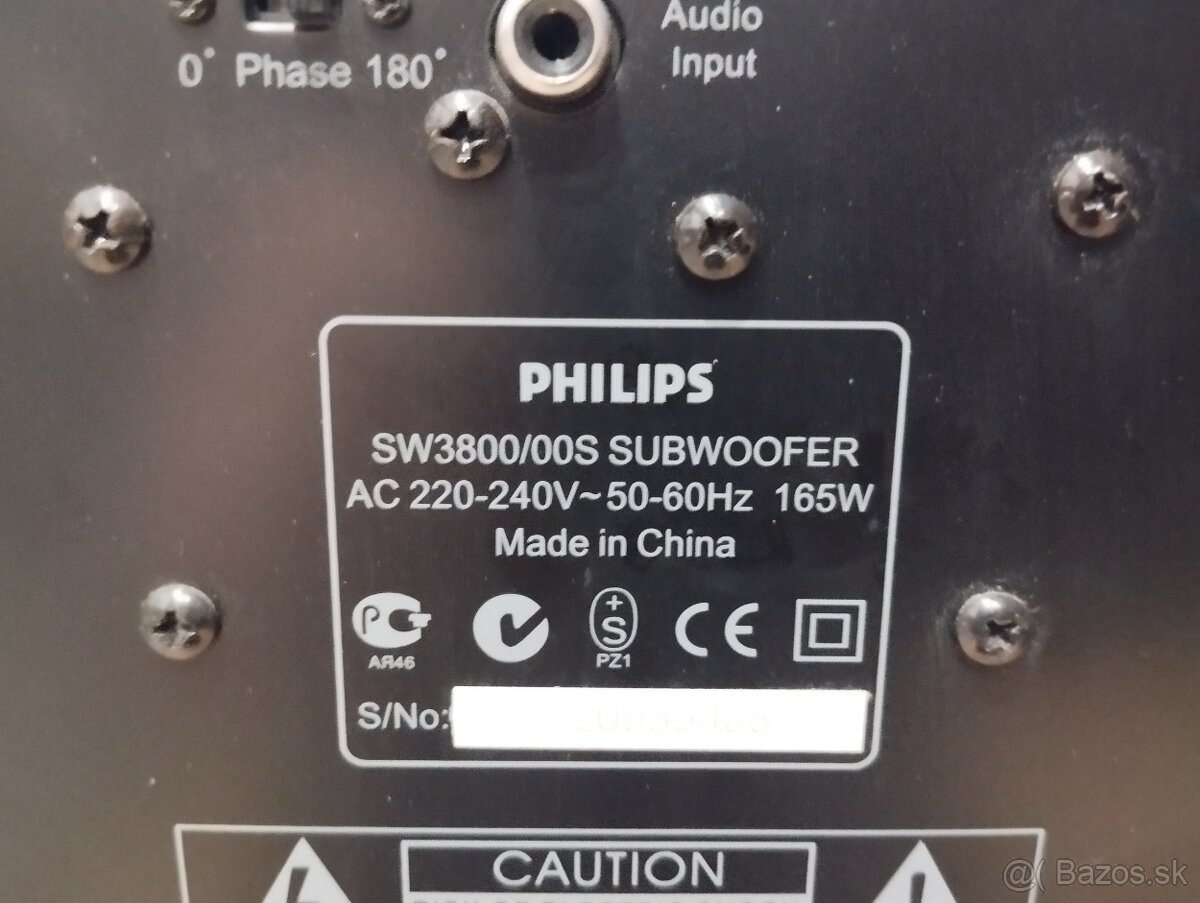 Audio
Input
0° Phase 180°
PHILIPS
SW3800/00S SUBWOOFER
AC 220-240V~50-60Hz 165W
Made in China
AR46
+
S
PZ1
CE
S/No:
CAUTION
@( Bazos.sk